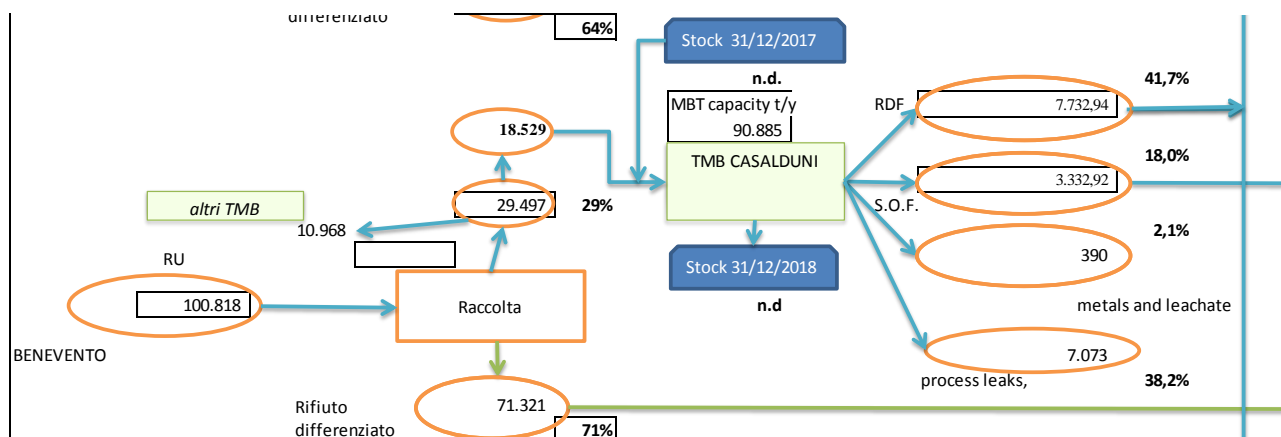 differenziato
64%
Stock 31/12/2017
n.d.
41,7%
MBT capacity t/y
RDF
7.732,94
90.885
18.529
TMB CASALDUNI
18,0%
3.332,92
altri TMB
29.497
29%
S.O.F.
10.968
2,1%
390
RU
Stock 31/12/2018
100.818
Raccolta
n.d
metals and leachate
BENEVENTO
7.073
process leaks,
38,2%
71.321
Rifiuto
differenziato
71%